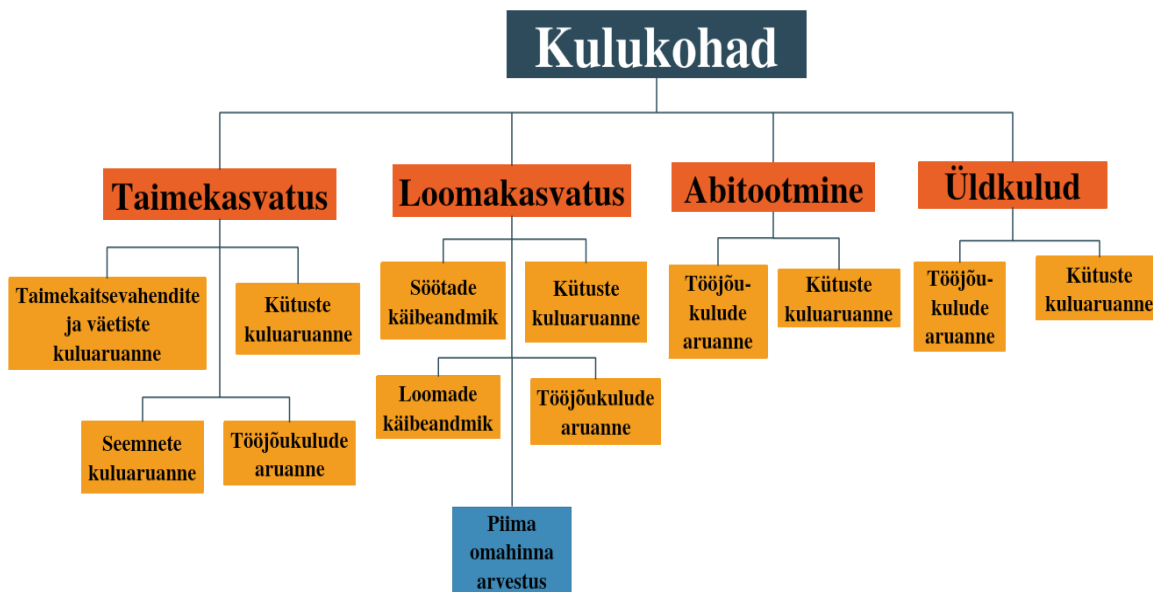 Kulukohad
Taimekasvatus
Loomakasvatus
Abitootmine
Üldkulud
Taimekaitsevahendite
ja väetiste
kuluaruanne
Kütuste
kuluaruanne
Seemnete
kuluaruanne
Tööjõukulude
aruanne
Söötade
käibeandmik
Kütuste
kuluaruanne
Loomade
käibeandmik
Tööjõukulude
aruanne
Piima
omahinna
arvestus
Tööjõu-
kulude
aruanne
Kütuste
kuluaruanne
Tööjõu-
kulude
aruanne
Kütuste
kuluaruanne